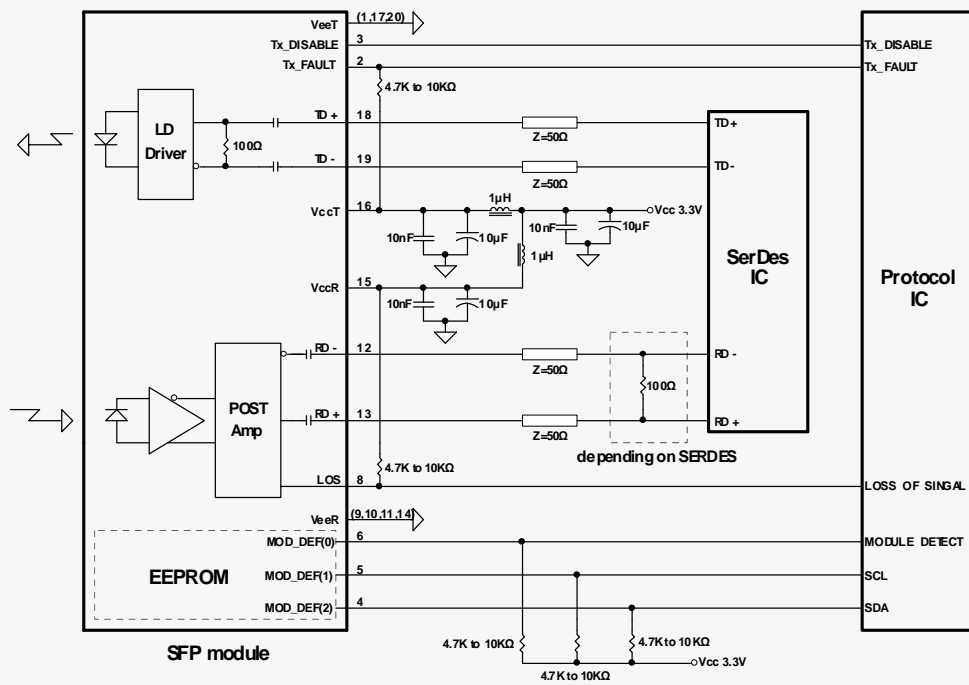 VeeT (1,17,20)
Tx_DISABLE 3 Tx_DISABLE
Tx_FAULT 2 Tx_FAULT
4.7K to 10KΩ
LD
Driver
100Ω
TD+ 18 TD+
Z=50Ω
TD- 19 TD-
Z=50Ω
VccT 16
1µH
Vcc 3.3V
10nF
10µF
10nF
10µF
1µH
VccR 15
10nF
10µF
SerDes
IC
Protocol
IC
POST
Amp
RD - 12 RD -
Z=50Ω
100Ω
RD + 13 RD +
Z=50Ω
depending on SERDES
4.7K to 10KΩ
LOS 8 LOSS OF SINGAL
VeeR (9,10,11,14)
EEPROM
MOD_DEF(0) 6 MODULE DETECT
MOD_DEF(1) 5 SCL
MOD_DEF(2) 4 SDA
4.7K to 10KΩ
4.7K to 10KΩ
4.7K to 10KΩ
Vcc 3.3V
SFP module